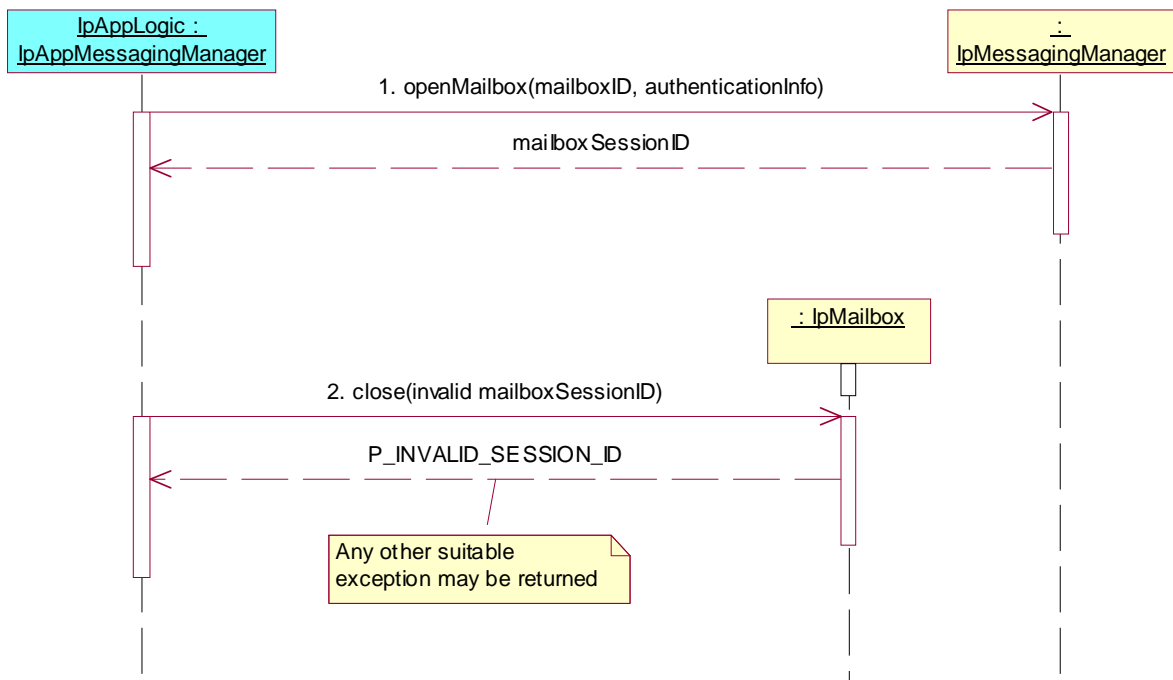 IpAppLogic :
IpAppMessagingManager
:
IpMessagingManager
1. openMailbox(mailboxID, authenticationInfo)
mailboxSessionID
: IpMailbox
2. close(invalid mailboxSessionID)
P_INVALID_SESSION_ID
Any other suitable
exception may be returned